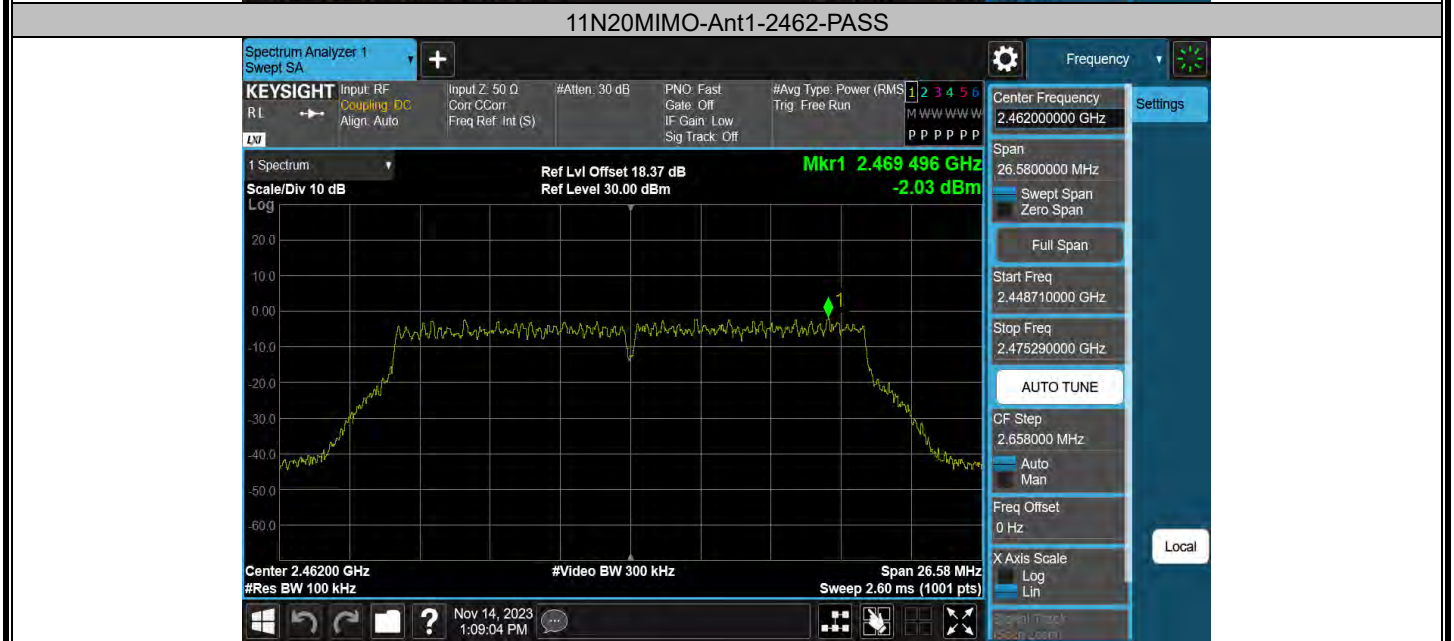 11N20MIMO-Ant1-2462-PASS
Spectrum Analyzer 1
Swept SA
Frequency
KEYSIGHT
RL
LXI
Input: RF
Coupling: DC
Align: Auto
Input Z: 50 Ω
Corr CCorr
Freq Ref: Int (S)
#Atten: 30 dB
PNO: Fast
Gate: Off
IF Gain: Low
Sig Track: Off
#Avg Type: Power (RMS
Trig: Free Run
1 2 3 4 5 6
M W W W W W
P P P P P P
Center Frequency
2.462000000 GHz
Settings
Span
26.5800000 MHz
Swept Span
Zero Span
Full Span
Start Freq
2.448710000 GHz
Stop Freq
2.475290000 GHz
AUTO TUNE
CF Step
2.658000 MHz
Auto
Man
Freq Offset
0 Hz
X Axis Scale
Log
Lin
Signal Track
(Span Zoom)
Local
1 Spectrum
Scale/Div 10 dB
Log
Ref Lvl Offset 18.37 dB
Ref Level 30.00 dBm
Mkr1 2.469 496 GHz
-2.03 dBm
1
20.0
10.0
0.00
-10.0
-20.0
-30.0
-40.0
-50.0
-60.0
Center 2.46200 GHz
#Video BW 300 kHz
Span 26.58 MHz
#Res BW 100 kHz
Sweep 2.60 ms (1001 pts)
?
Nov 14, 2023
1:09:04 PM